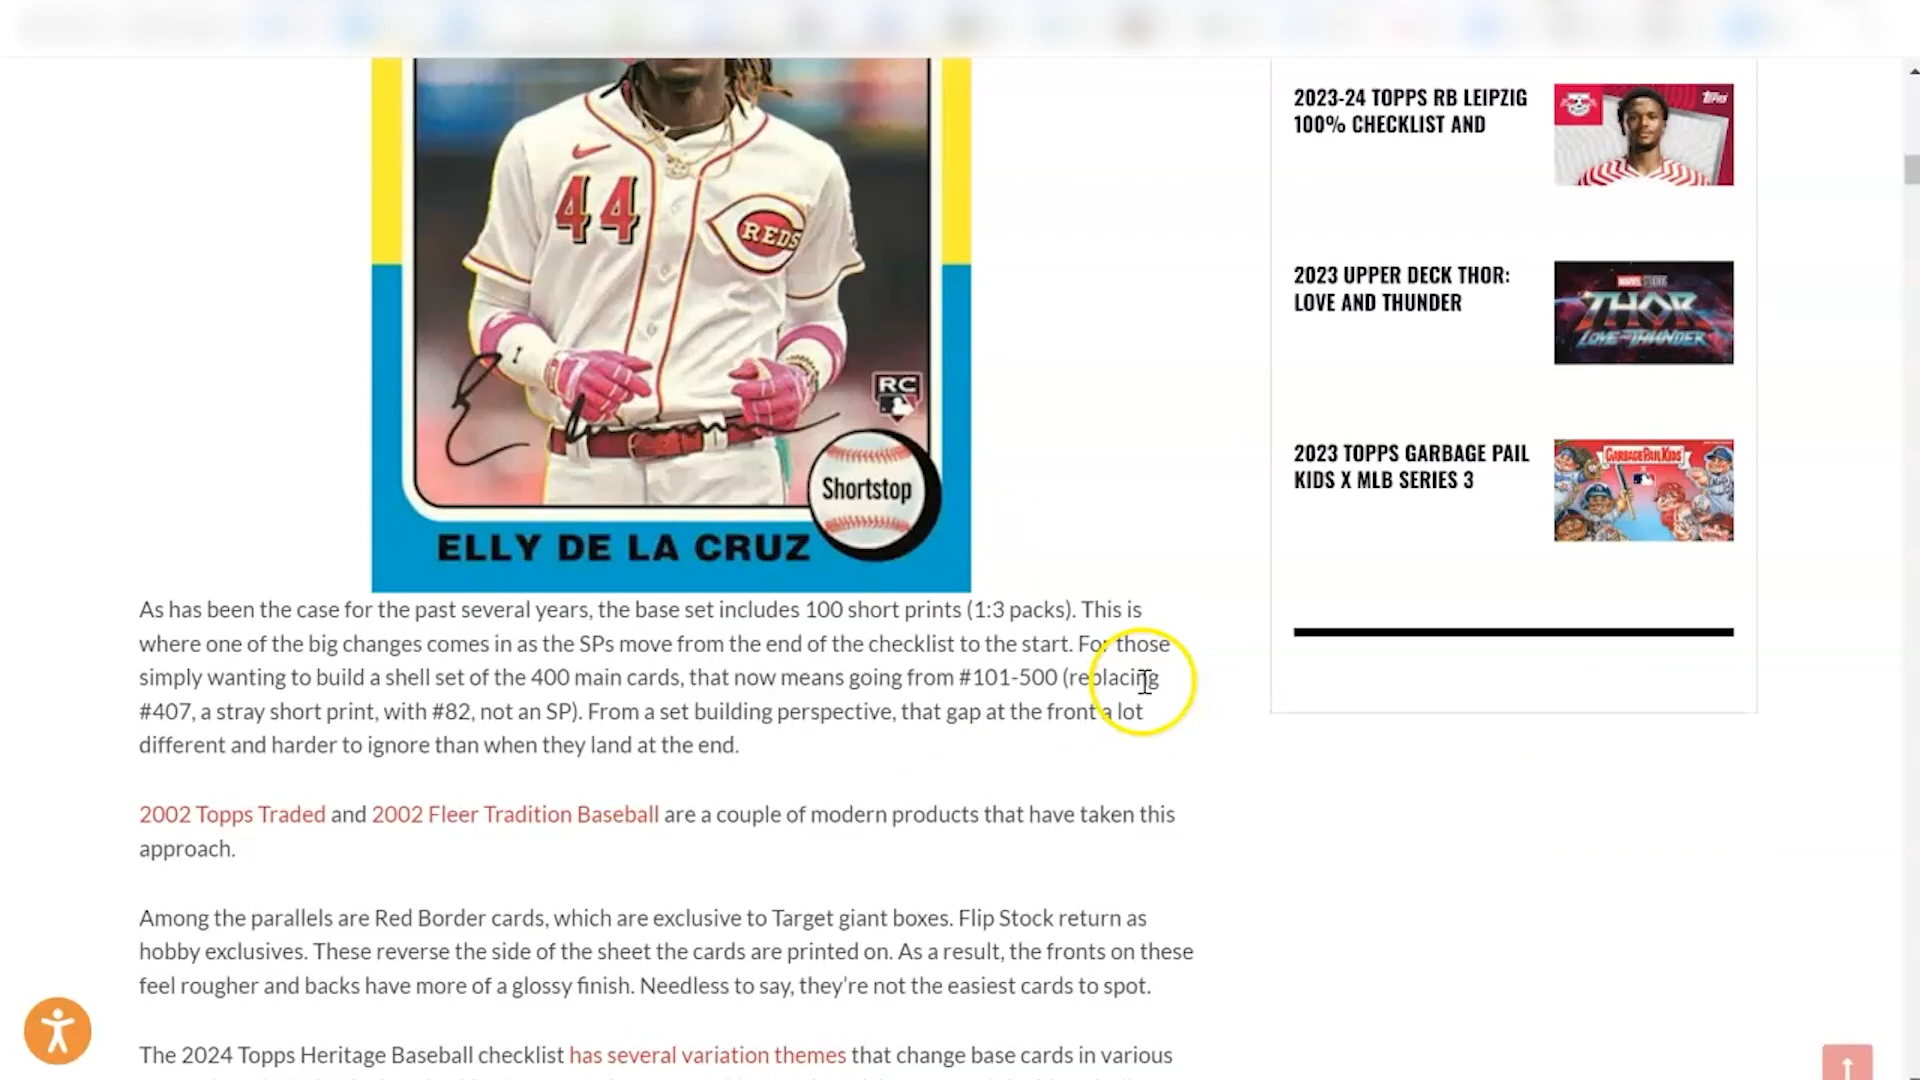 44
REDS
RC
Shortstop
ELLY DE LA CRUZ
As has been the case for the past several years, the base set includes 100 short prints (1:3 packs). This is
where one of the big changes comes in as the SPs move from the end of the checklist to the start. For those
simply wanting to build a shell set of the 400 main cards, that now means going from #101-500 (replacing
#407, a stray short print, with #82, not an SP). From a set building perspective, that gap at the front a lot
different and harder to ignore than when they land at the end.
2002 Topps Traded and 2002 Fleer Tradition Baseball are a couple of modern products that have taken this
approach.
Among the parallels are Red Border cards, which are exclusive to Target giant boxes. Flip Stock return as
hobby exclusives. These reverse the side of the sheet the cards are printed on. As a result, the fronts on these
feel rougher and backs have more of a glossy finish. Needless to say, they're not the easiest cards to spot.
The 2024 Topps Heritage Baseball checklist has several variation themes that change base cards in various
2023-24 TOPPS RB LEIPZIG
100% CHECKLIST AND
Topps
2023 UPPER DECK THOR:
LOVE AND THUNDER
MARVEL STUDIOS
THOR
LOVE AND THUNDER
2023 TOPPS GARBAGE PAIL
KIDS X MLB SERIES 3
GARBAGE PAIL KIDS